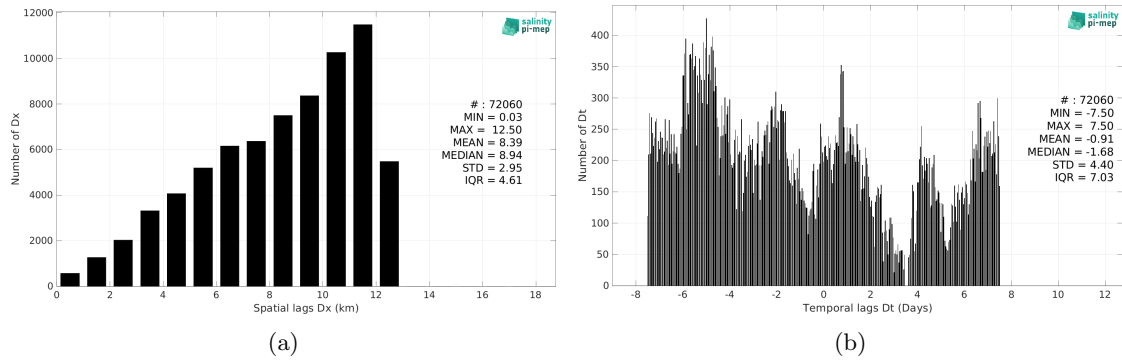 12000
10000
8000
6000
4000
2000
0
Number of Dx
0 2 4 6 8 10 12 14 16 18
Spatial lags Dx (km)
salinity
pi-mep
# : 72060
MIN = 0.03
MAX = 12.50
MEAN = 8.39
MEDIAN = 8.94
STD = 2.95
IQR = 4.61
(a)
400
350
300
250
200
150
100
50
0
Number of Dt
-8 -6 -4 -2 0 2 4 6 8 10 12
Temporal lags Dt (Days)
salinity
pi-mep
# : 72060
MIN = -7.50
MAX = 7.50
MEAN = -0.91
MEDIAN = -1.68
STD = 4.40
IQR = 7.03
(b)